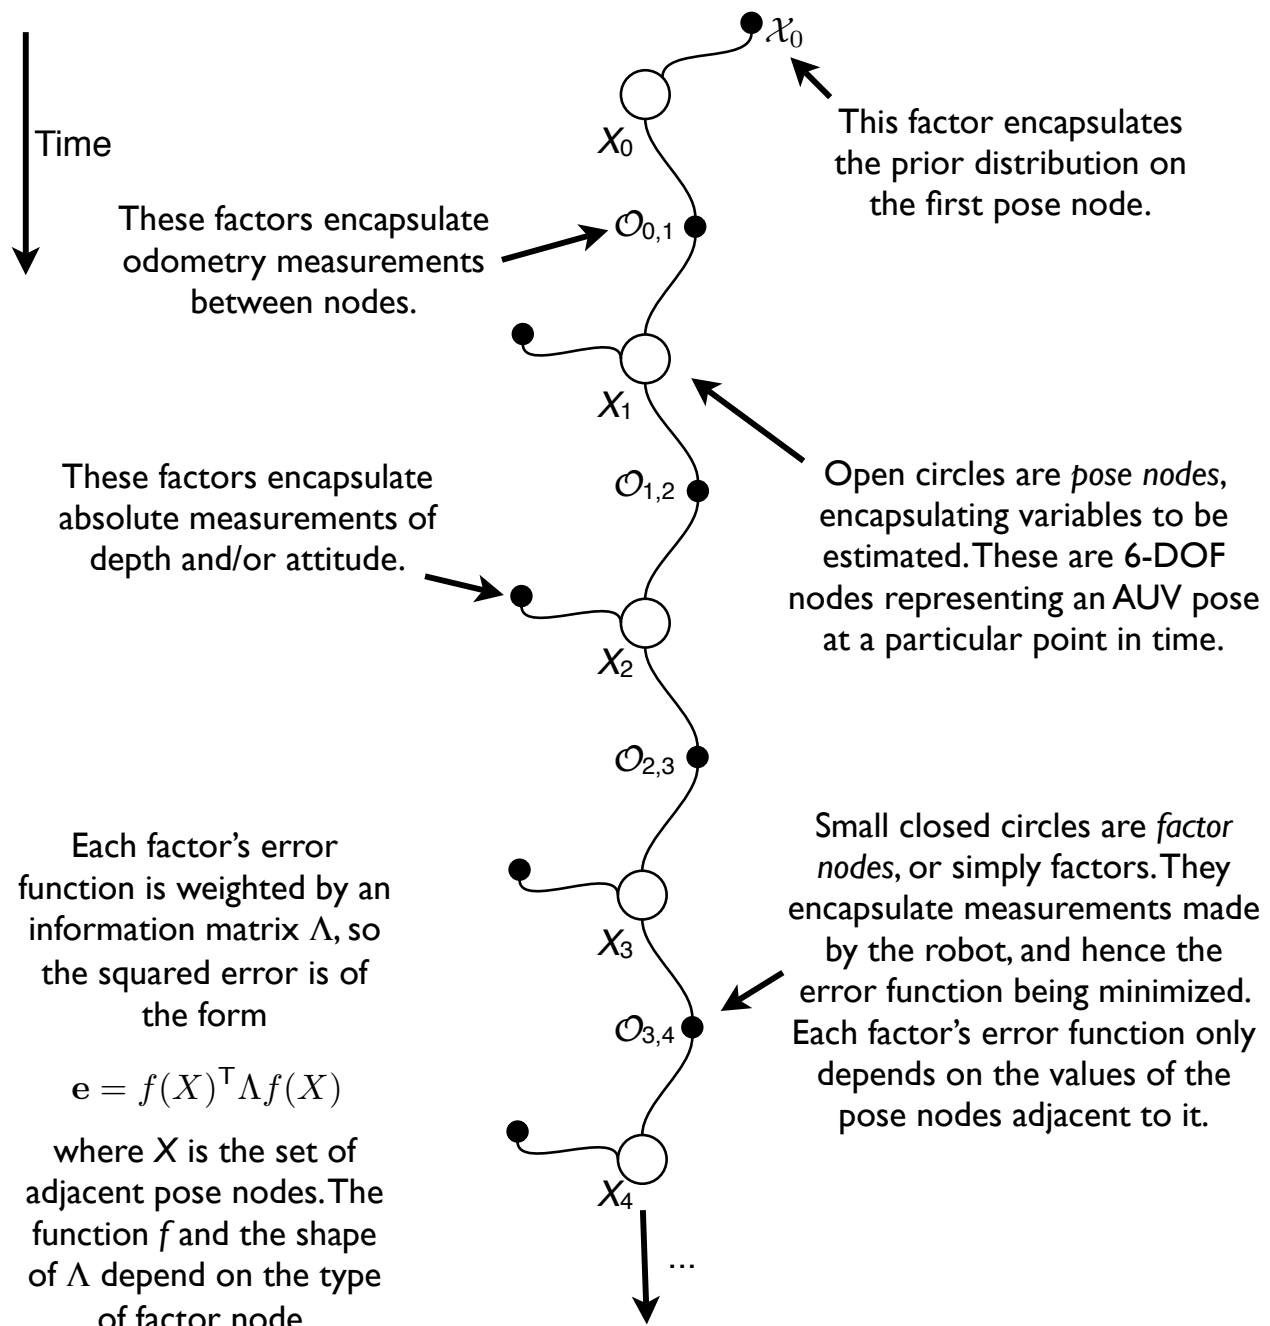 𝒳₀
Time
X₀
This factor encapsulates
the prior distribution on
the first pose node.
These factors encapsulate
odometry measurements
between nodes.
𝒪₀,₁
X₁
These factors encapsulate
absolute measurements of
depth and/or attitude.
𝒪₁,₂
Open circles are pose nodes,
encapsulating variables to be
estimated. These are 6-DOF
nodes representing an AUV pose
at a particular point in time.
X₂
𝒪₂,₃
Each factor’s error
function is weighted by an
information matrix Λ, so
the squared error is of
the form
e = f(X)ᵀΛf(X)
where X is the set of
adjacent pose nodes. The
function f and the shape
of Λ depend on the type
of factor node
Small closed circles are factor
nodes, or simply factors. They
encapsulate measurements made
by the robot, and hence the
error function being minimized.
Each factor’s error function only
depends on the values of the
pose nodes adjacent to it.
X₃
𝒪₃,₄
X₄
...